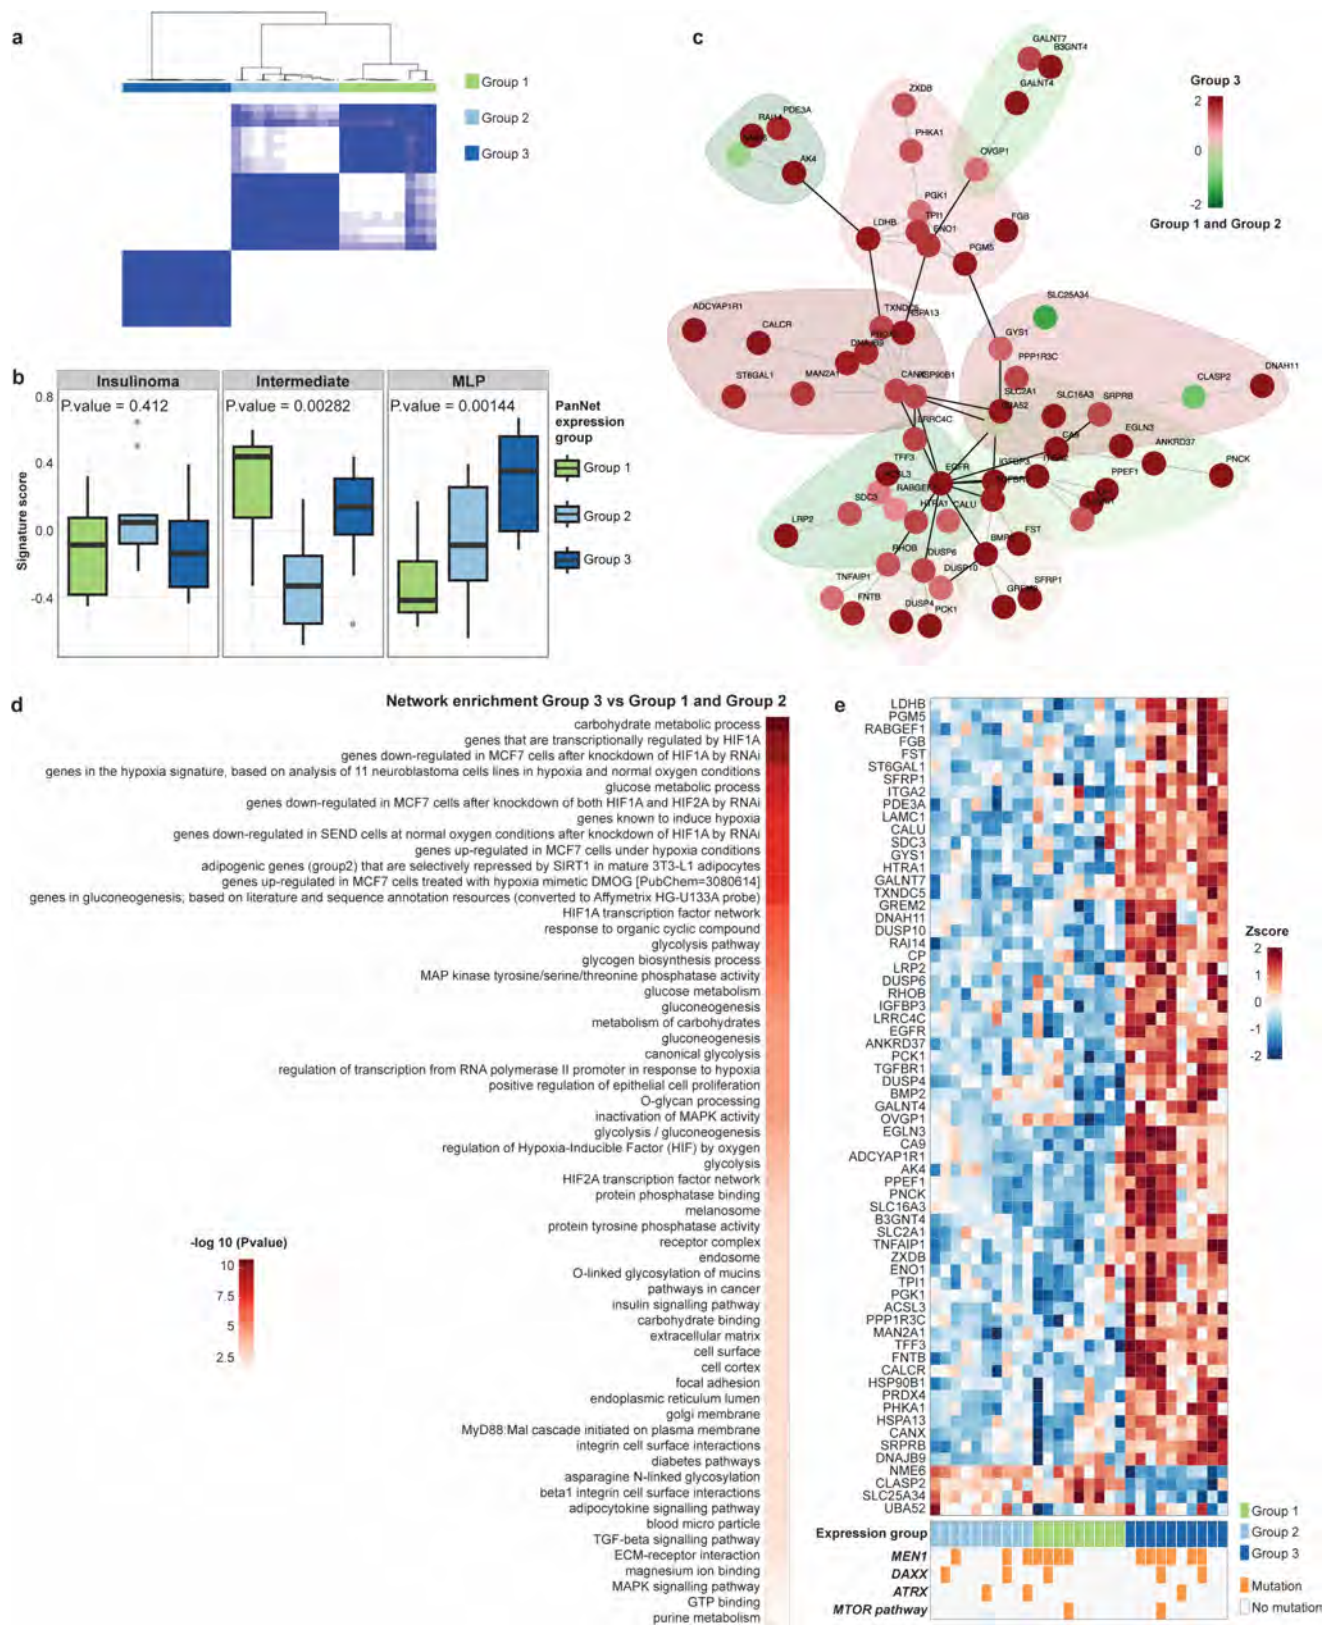 a
Group 1
Group 2
Group 3
b
Insulinoma
Intermediate
MLP
P.value = 0.412
P.value = 0.00282
P.value = 0.00144
Signature score
0.8
0.4
0.0
-0.4
PanNet
expression
group
Group 1
Group 2
Group 3
c
Group 3
2
0
-2
Group 1 and Group 2
GALNT7
B3GNT4
GALNT4
ZXDB
PDE3A
RAI14
AK4
PHKA1
OVGP1
PGK1
TPI1
ENO1
LDHB
FGB
PGM5
SLC25A34
ADCYAP1R1
TXNDC5
HSPA13
CALCR
DNAJB9
GYS1
PPP1R3C
CLASP2
DNAH11
ST6GAL1
MAN2A1
CANX
HSP90B1
SLC2A1
UBA52
SLC16A3
SRPRB
LRRC4C
CA9
EGLN3
ANKRD37
TFF3
ACSL3
EGFR
IGFBP3
PNCK
PPEF1
RABGEF1
SDC3
HTRA1
CALU
LRP2
RHOB
DUSP6
BMP2
FST
DUSP10
TNFAIP1
FNTB
DUSP4
PCK1
GREM2
SFRP1
d
Network enrichment Group 3 vs Group 1 and Group 2
carbohydrate metabolic process
genes that are transcriptionally regulated by HIF1A
genes down-regulated in MCF7 cells after knockdown of HIF1A by RNAi
genes in the hypoxia signature, based on analysis of 11 neuroblastoma cells lines in hypoxia and normal oxygen conditions
glucose metabolic process
genes down-regulated in MCF7 cells after knockdown of both HIF1A and HIF2A by RNAi
genes known to induce hypoxia
genes down-regulated in SEND cells at normal oxygen conditions after knockdown of HIF1A by RNAi
genes up-regulated in MCF7 cells under hypoxia conditions
adipogenic genes (group2) that are selectively repressed by SIRT1 in mature 3T3-L1 adipocytes
genes up-regulated in MCF7 cells treated with hypoxia mimetic DMOG [PubChem=3080614]
genes in gluconeogenesis; based on literature and sequence annotation resources (converted to Affymetrix HG-U133A probe)
HIF1A transcription factor network
response to organic cyclic compound
glycolysis pathway
glycogen biosynthesis process
MAP kinase tyrosine/serine/threonine phosphatase activity
glucose metabolism
gluconeogenesis
metabolism of carbohydrates
gluconeogenesis
canonical glycolysis
regulation of transcription from RNA polymerase II promoter in response to hypoxia
positive regulation of epithelial cell proliferation
O-glycan processing
inactivation of MAPK activity
glycolysis / gluconeogenesis
regulation of Hypoxia-Inducible Factor (HIF) by oxygen
glycolysis
HIF2A transcription factor network
protein phosphatase binding
melanosome
protein tyrosine phosphatase activity
receptor complex
endosome
O-linked glycosylation of mucins
pathways in cancer
insulin signalling pathway
carbohydrate binding
extracellular matrix
cell surface
cell cortex
focal adhesion
endoplasmic reticulum lumen
golgi membrane
MyD88:Mal cascade initiated on plasma membrane
integrin cell surface interactions
diabetes pathways
asparagine N-linked glycosylation
beta1 integrin cell surface interactions
adipocytokine signalling pathway
blood micro particle
TGF-beta signalling pathway
ECM-receptor interaction
magnesium ion binding
MAPK signalling pathway
GTP binding
purine metabolism
-log 10 (Pvalue)
10
7.5
5
2.5
e
LDHB
PGM5
RABGEF1
FGB
FST
ST6GAL1
SFRP1
ITGA2
PDE3A
LAMC1
CALU
SDC3
GYS1
HTRA1
GALNT7
TXNDC5
GREM2
DNAH11
DUSP10
RAI14
CP
LRP2
DUSP6
RHOB
IGFBP3
LRRC4C
EGFR
ANKRD37
PCK1
TGFBR1
DUSP4
BMP2
GALNT4
OVGP1
EGLN3
CA9
ADCYAP1R1
AK4
PPEF1
PNCK
SLC16A3
B3GNT4
SLC2A1
TNFAIP1
ZXDB
ENO1
TPI1
PGK1
ACSL3
PPP1R3C
MAN2A1
TFF3
FNTB
CALCR
HSP90B1
PRDX4
PHKA1
HSPA13
CANX
SRPRB
DNAJB9
NME6
CLASP2
SLC25A34
UBA52
Zscore
2
1
0
-1
-2
Expression group
MEN1
DAXX
ATRX
MTOR pathway
Group 1
Group 2
Group 3
Mutation
No mutation